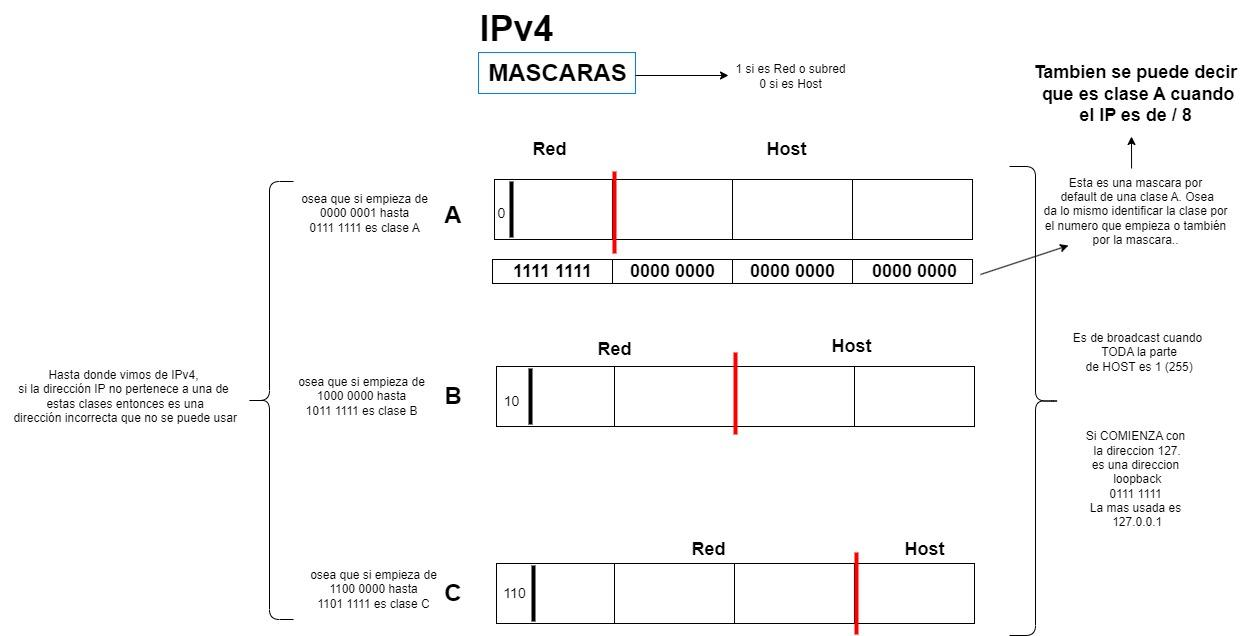 IPv4
MASCARAS
1 si es Red o subred
0 si es Host
Tambien se puede decir
que es clase A cuando
el IP es de / 8
Red
Host
osea que si empieza de
0000 0001 hasta
0111 1111 es clase A
A
0
Esta es una mascara por
default de una clase A. Osea
da lo mismo identificar la clase por
el numero que empieza o también
por la mascara..
1111 1111
0000 0000
0000 0000
0000 0000
Red
Host
Es de broadcast cuando
TODA la parte
de HOST es 1 (255)
Hasta donde vimos de IPv4,
si la dirección IP no pertenece a una de
estas clases entonces es una
dirección incorrecta que no se puede usar
osea que si empieza de
1000 0000 hasta
1011 1111 es clase B
B
10
Si COMIENZA con
la direccion 127.
es una direccion
loopback
0111 1111
La mas usada es
127.0.0.1
Red
Host
osea que si empieza de
1100 0000 hasta
1101 1111 es clase C
C
110